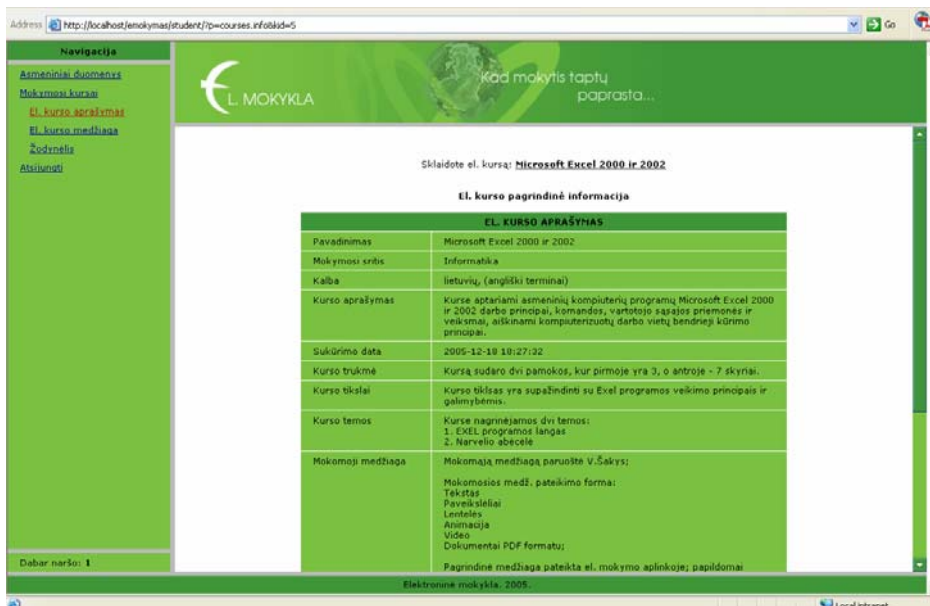 Address http://localhost/emokymas/student/?p=courses.info&kid=5 Go
Navigacija
Asmeniniai duomenys
Mokymosi kursai
El. kurso aprašymas
El. kurso medžiaga
Žodynėlis
Atsijungti
Dabar naršo: 1
EL. MOKYKLA
Kad mokytis taptų
paprasta...
Sklaidote el. kursą: Microsoft Excel 2000 ir 2002
El. kurso pagrindinė informacija
EL. KURSO APRAŠYMAS
Pavadinimas Microsoft Excel 2000 ir 2002
Mokymosi sritis Informatika
Kalba lietuvių, (angliški terminai)
Kurso aprašymas Kurse aptariami asmeninių kompiuterių programų Microsoft Excel 2000
ir 2002 darbo principai, komandos, vartotojo sąsajos priemonės ir
veiksmai, aiškinami kompiuterizuotų darbo vietų bendrieji kūrimo
principai.
Sukūrimo data 2005-12-18 18:27:32
Kurso trukmė Kursą sudaro dvi pamokos, kur pirmoje yra 3, o antroje - 7 skyriai.
Kurso tikslai Kurso tiklsas yra supažindinti su Exel programos veikimo principais ir
galimybėmis.
Kurso temos Kurse nagrinėjamos dvi temos:
1. EXEL programos langas
2. Narvelio abėcėlė
Mokomoji medžiaga Mokomąją medžiagą paruoštė V.Šakys;
Mokomosios medž. pateikimo forma:
Tekstas
Paveikslėliai
Lentelės
Animacija
Video
Dokumentai PDF formatu;
Pagrindinė medžiaga pateikta el. mokymo aplinkoje; papildomai
Elektroninė mokykla. 2005.
Local intranet